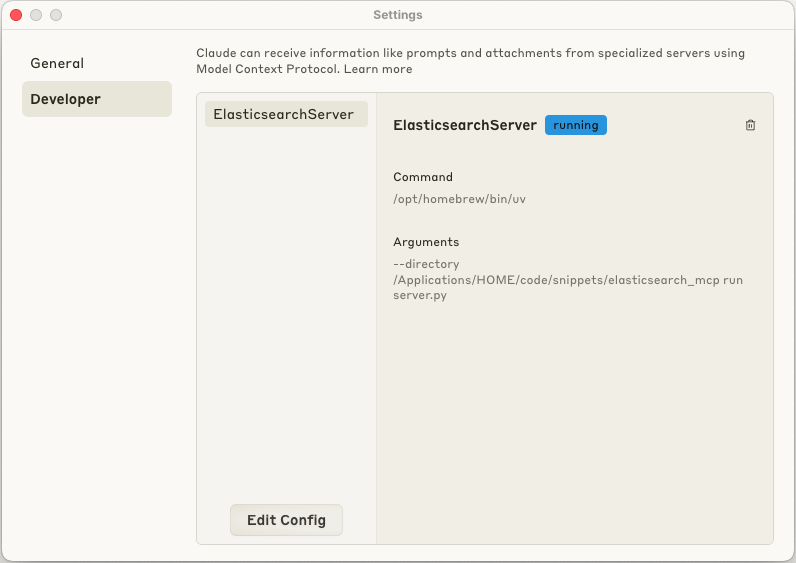 Settings
General
Developer
Claude can receive information like prompts and attachments from specialized servers using
Model Context Protocol. Learn more
ElasticsearchServer
Edit Config
ElasticsearchServer running
Command
/opt/homebrew/bin/uv
Arguments
--directory
/Applications/HOME/code/snippets/elasticsearch_mcp run
server.py